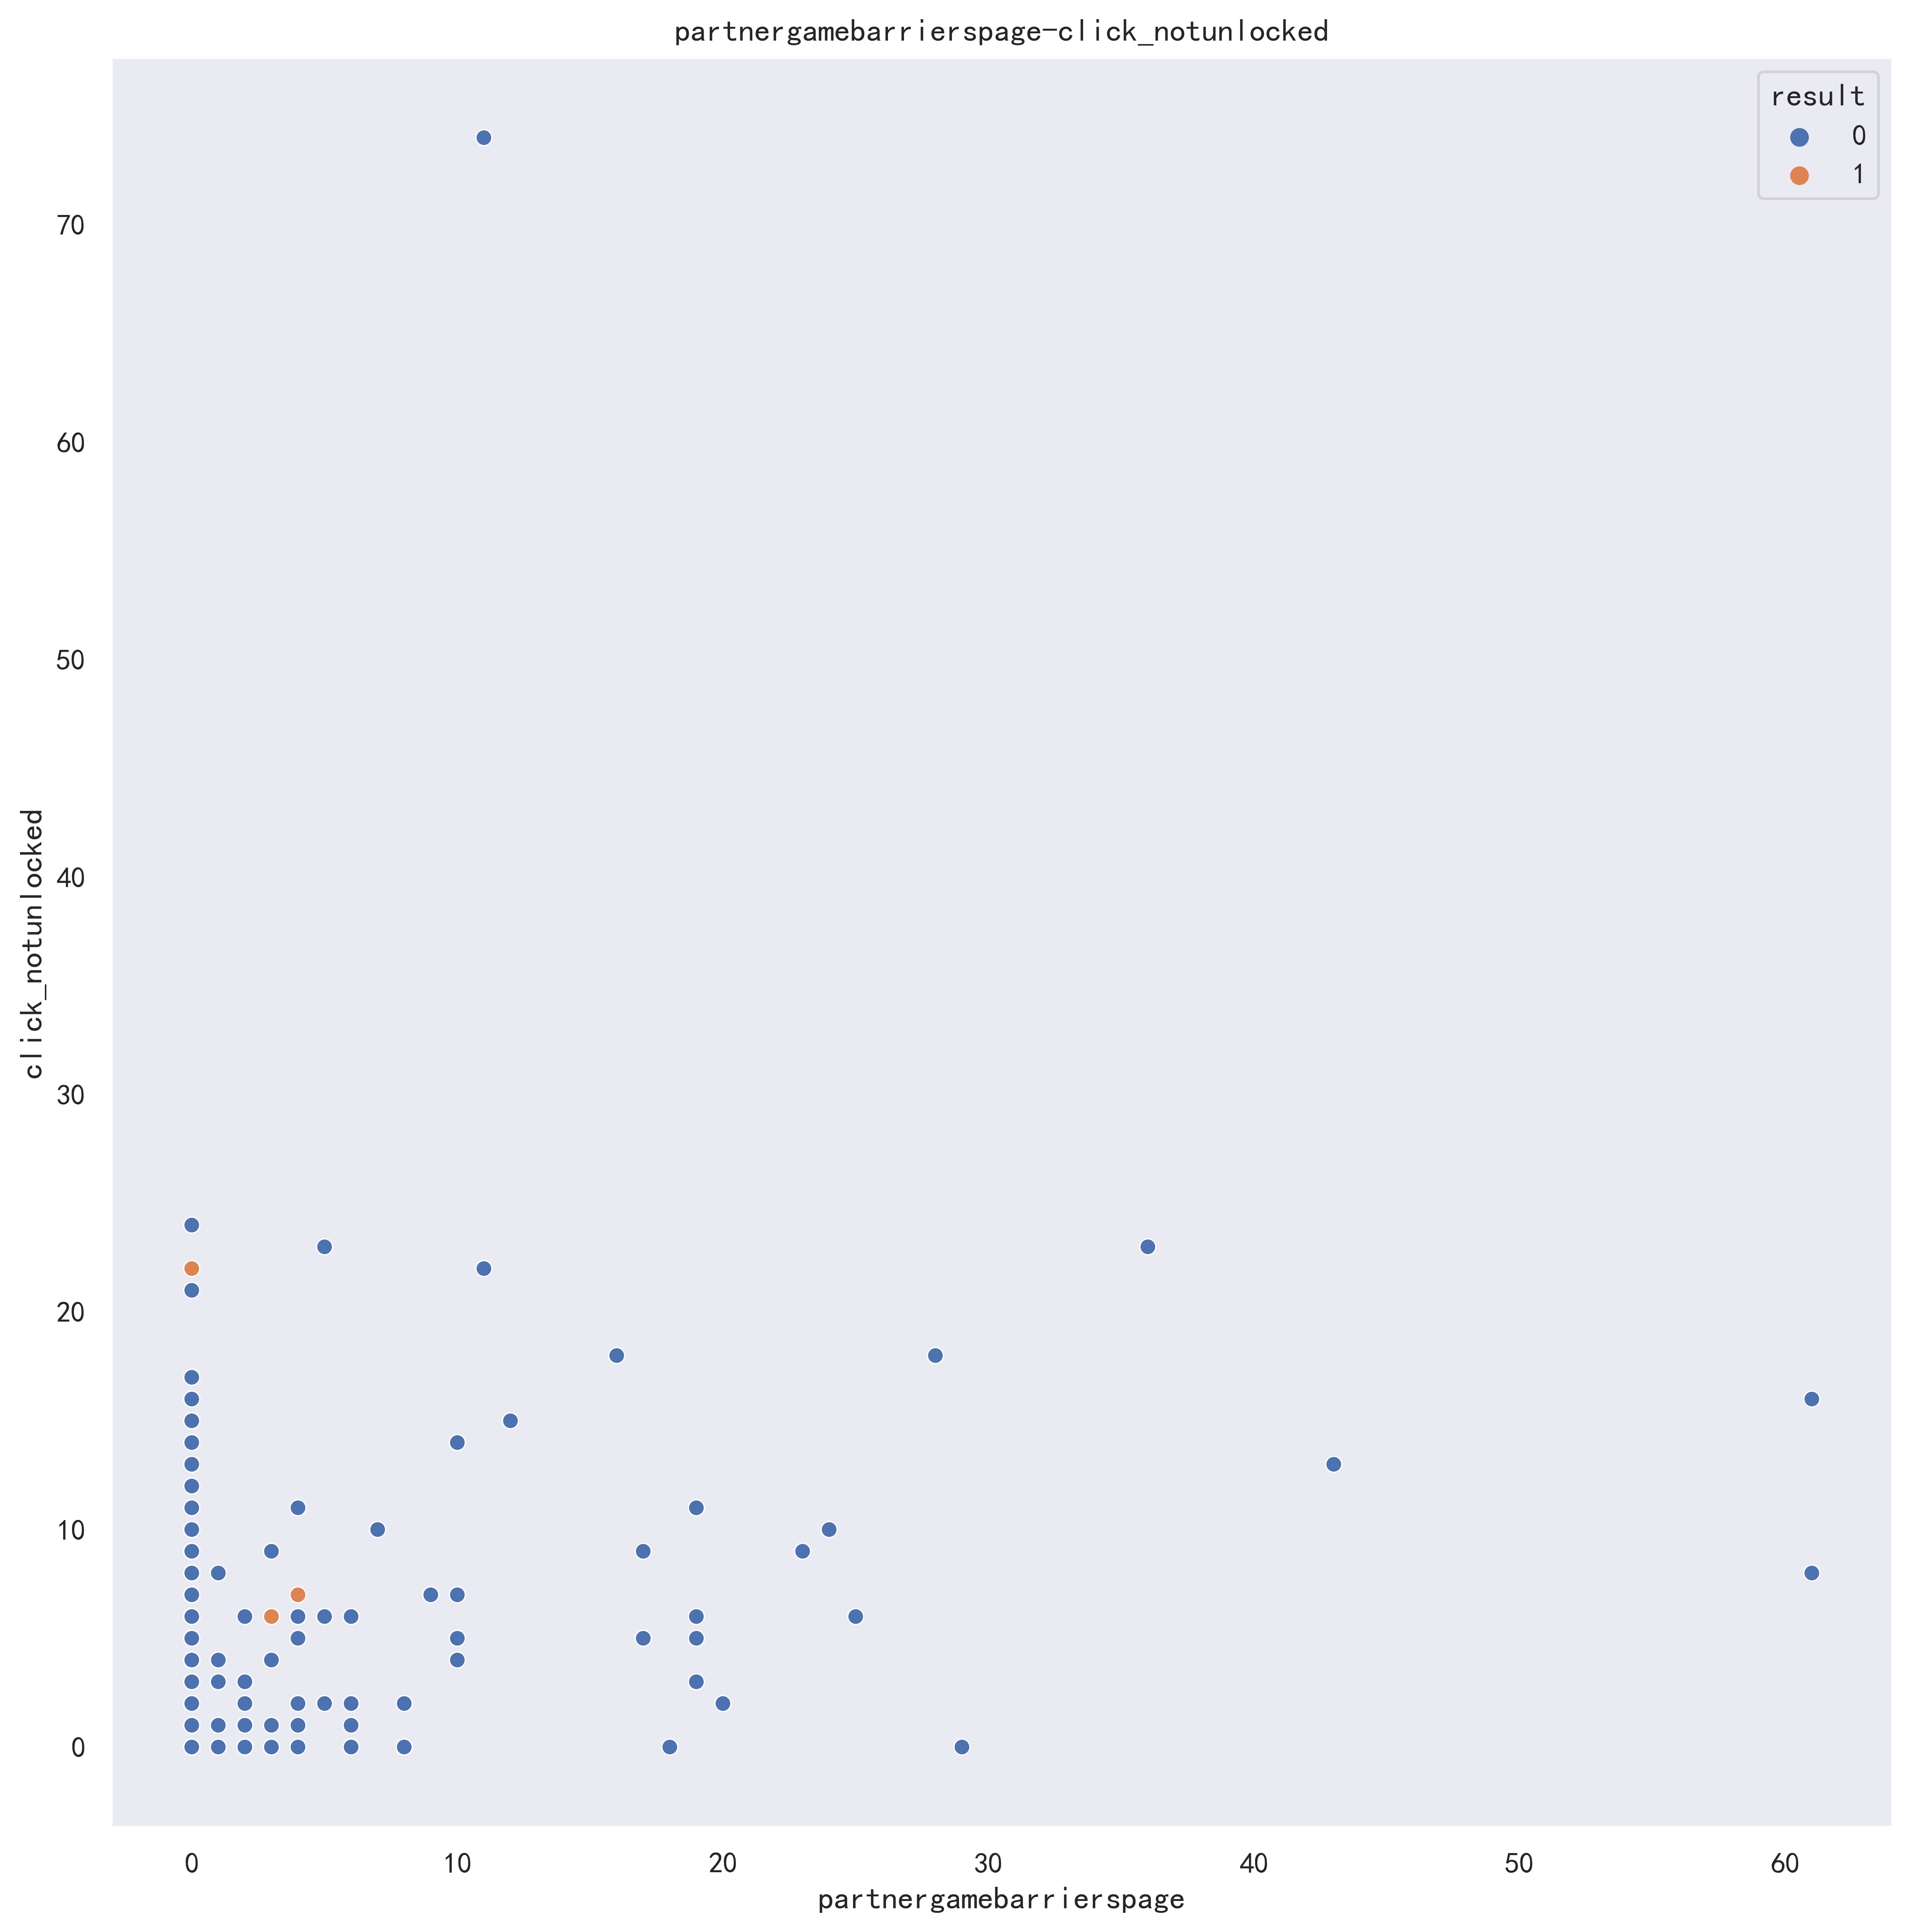 partnergamebarrierspage-click_notunlocked
result
0
1
70
60
50
40
30
20
10
0
click_notunlocked
0 10 20 30 40 50 60
partnergamebarrierspage